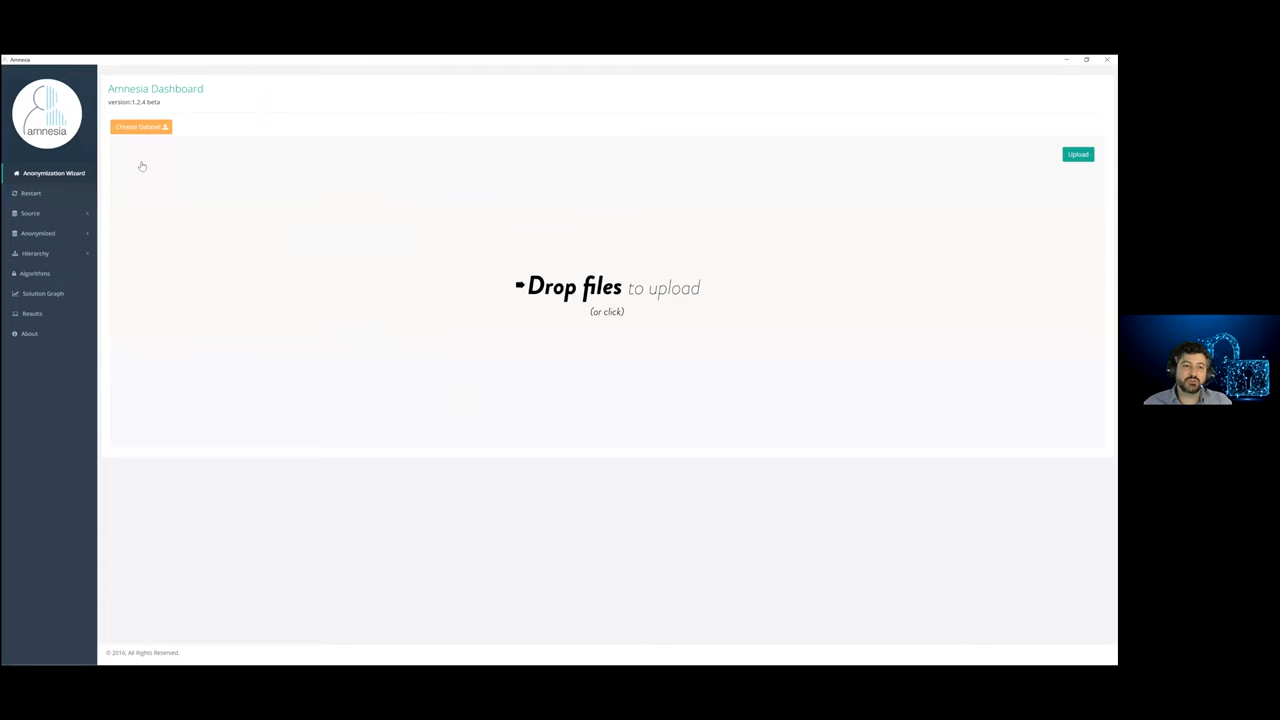 Amnesia
amnesia
Anonymization Wizard
Restart
Source
Anonymized
Hierarchy
Algorithms
Solution Graph
Results
About
Amnesia Dashboard
version:1.2.4 beta
Choose Dataset
Upload
Drop files to upload
(or click)
© 2016, All Rights Reserved.